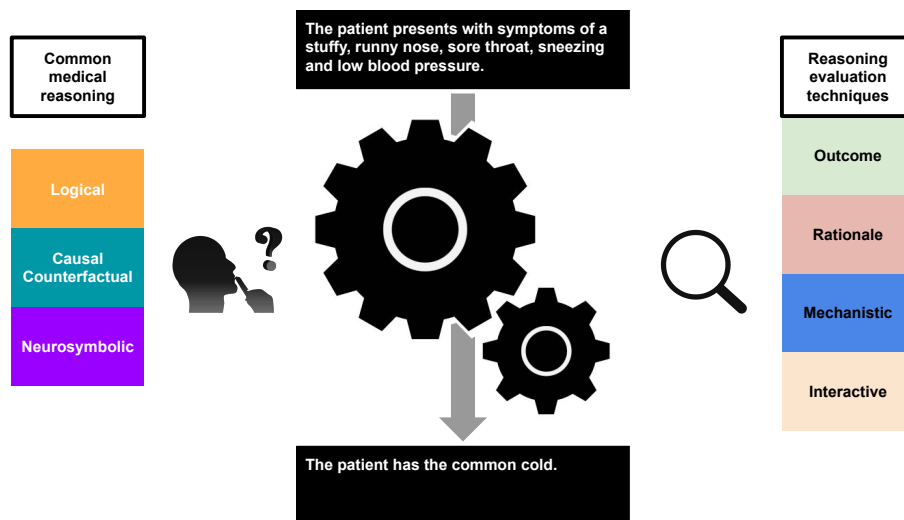 Common
medical
reasoning
Logical
Causal
Counterfactual
Neurosymbolic
The patient presents with symptoms of a
stuffy, runny nose, sore throat, sneezing
and low blood pressure.
?
The patient has the common cold.
Reasoning
evaluation
techniques
Outcome
Rationale
Mechanistic
Interactive